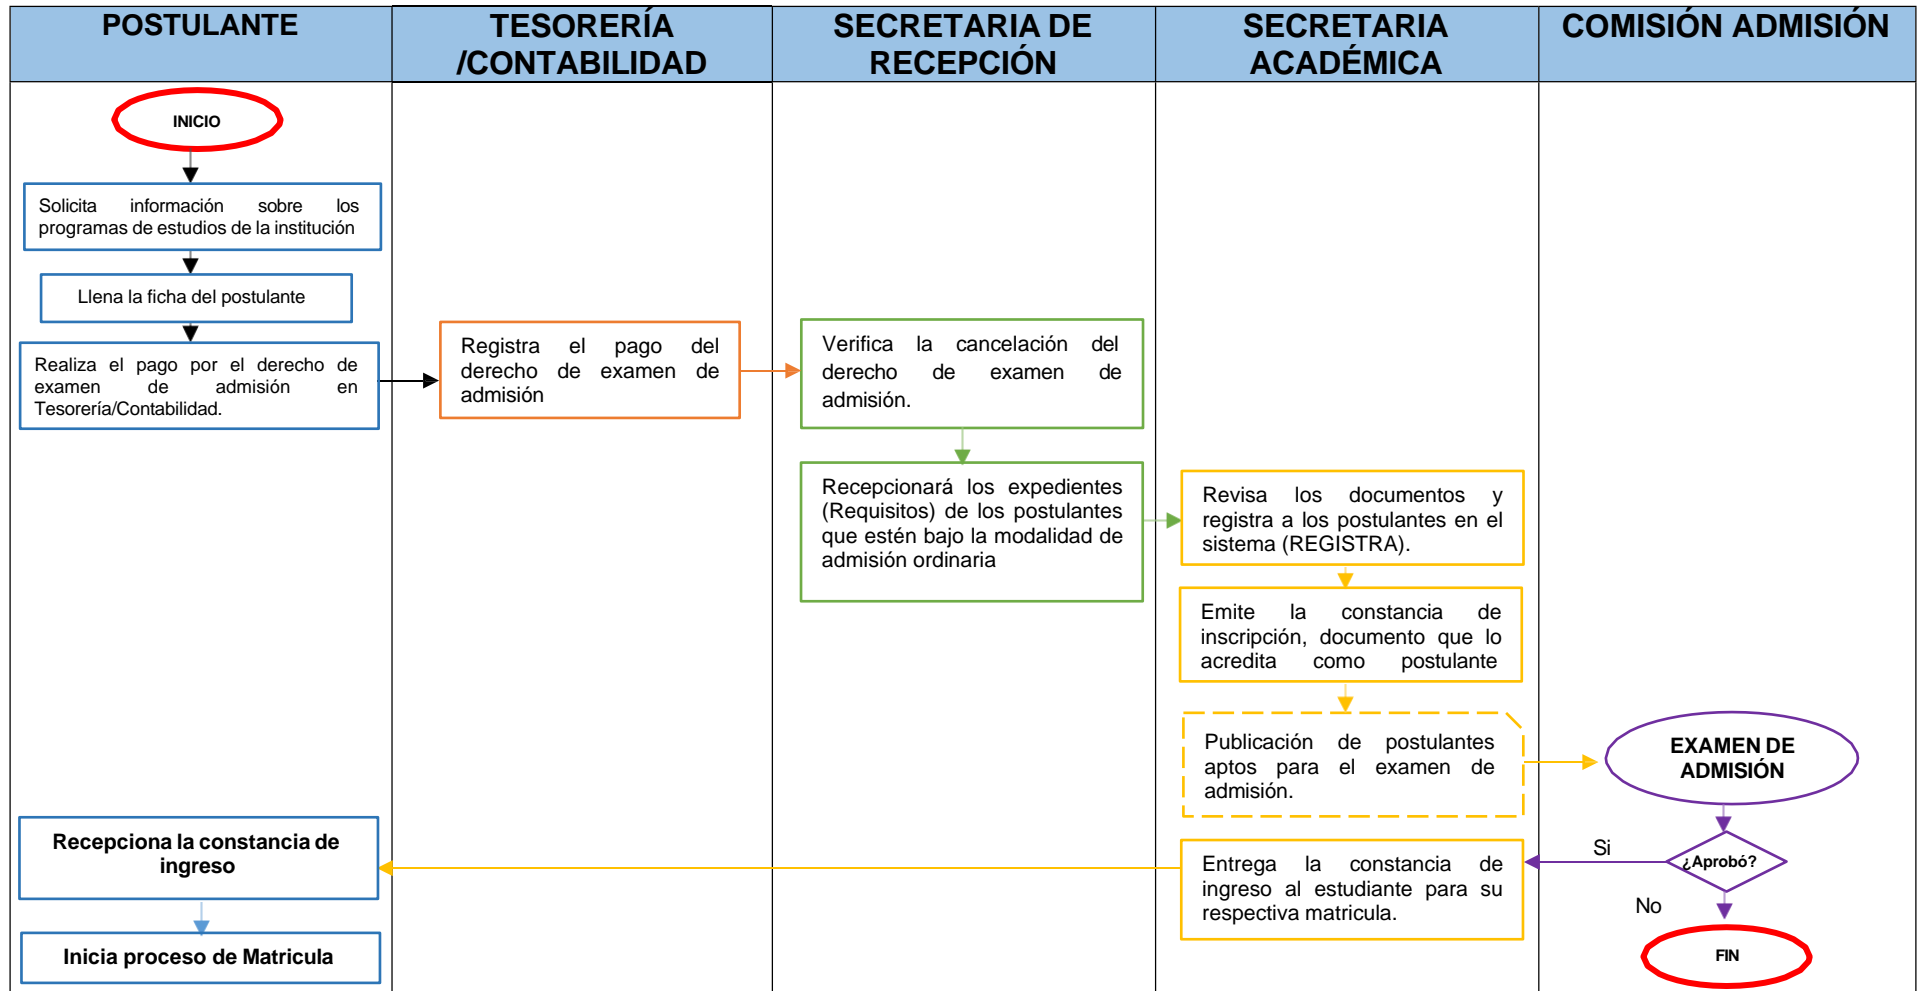 POSTULANTE
TESORERÍA
/CONTABILIDAD
SECRETARIA DE
RECEPCIÓN
SECRETARIA
ACADÉMICA
COMISIÓN ADMISIÓN
INICIO
Solicita información sobre los
programas de estudios de la institución
Llena la ficha del postulante
Realiza el pago por el derecho de
examen de admisión en
Tesorería/Contabilidad.
Registra el pago del
derecho de examen de
admisión
Verifica la cancelación del
derecho de examen de
admisión.
Recepcionará los expedientes
(Requisitos) de los postulantes
que estén bajo la modalidad de
admisión ordinaria
Revisa los documentos y
registra a los postulantes en el
sistema (REGISTRA).
Emite la constancia de
inscripción, documento que lo
acredita como postulante
Publicación de postulantes
aptos para el examen de
admisión.
EXAMEN DE
ADMISIÓN
¿Aprobó?
Si
No
FIN
Entrega la constancia de
ingreso al estudiante para su
respectiva matricula.
Recepciona la constancia de
ingreso
Inicia proceso de Matricula